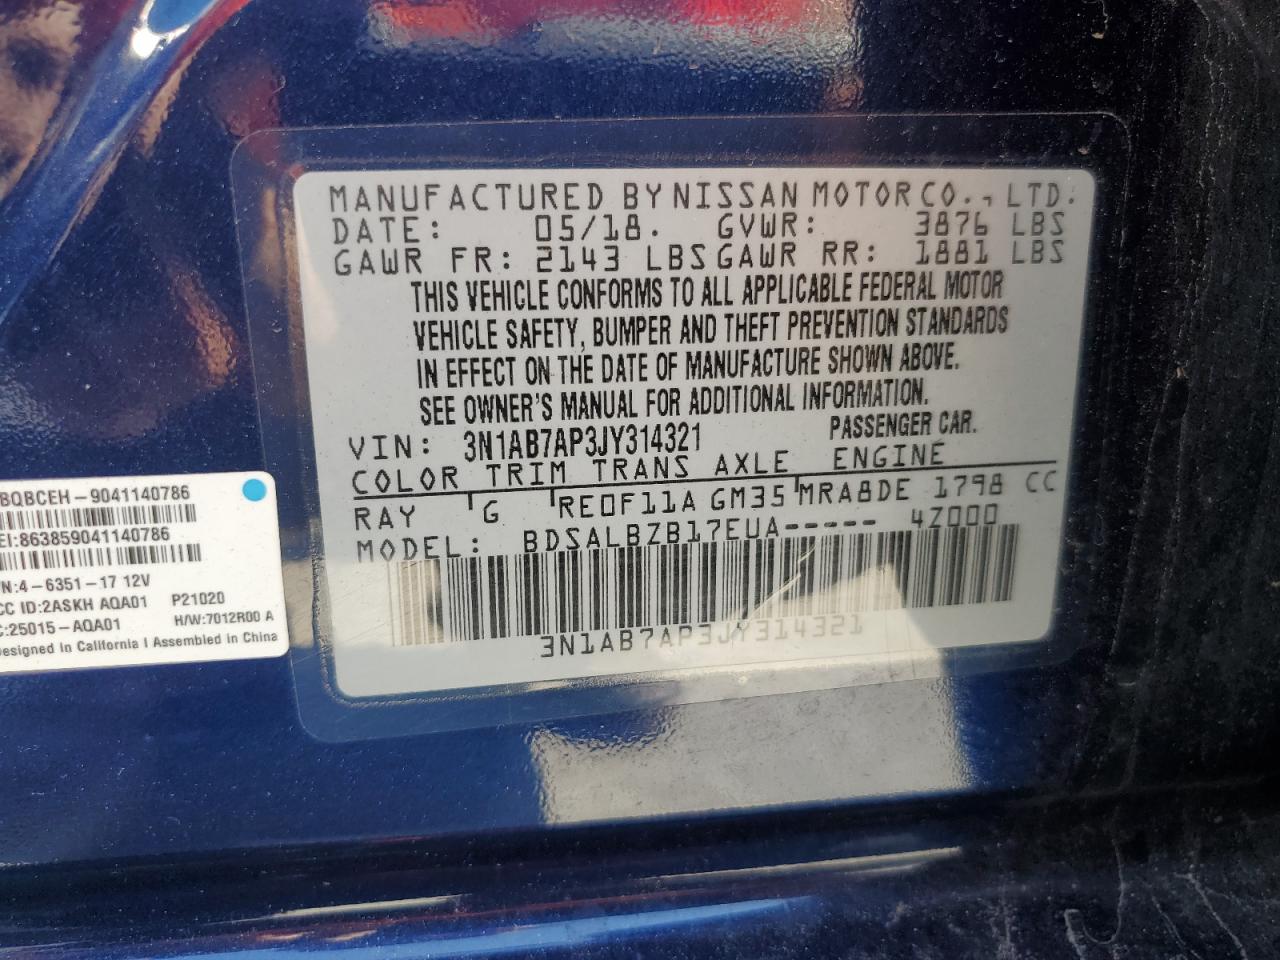 MANUFACTURED BY NISSAN MOTOR CO., LTD.
DATE: 05/18. GVWR: 3876 LBS
GAWR FR: 2143 LBS GAWR RR: 1881 LBS
THIS VEHICLE CONFORMS TO ALL APPLICABLE FEDERAL MOTOR
VEHICLE SAFETY, BUMPER AND THEFT PREVENTION STANDARDS
IN EFFECT ON THE DATE OF MANUFACTURE SHOWN ABOVE.
SEE OWNER'S MANUAL FOR ADDITIONAL INFORMATION.
VIN: 3N1AB7AP3JY314321 PASSENGER CAR.
COLOR TRIM TRANS AXLE ENGINE
RAY G RE0F11A GM35 MRA8DE 1798 CC
MODEL: BDSALBZB17EUA----- 4Z000
3N1AB7AP3JY314321
BQBCEH-9041140786
EI:863859041140786
N:4-6351-17 12V
CC ID:2ASKH AQA01 P21020
C:25015-AQA01 H/W:7012R00 A
Designed In California I Assembled in China